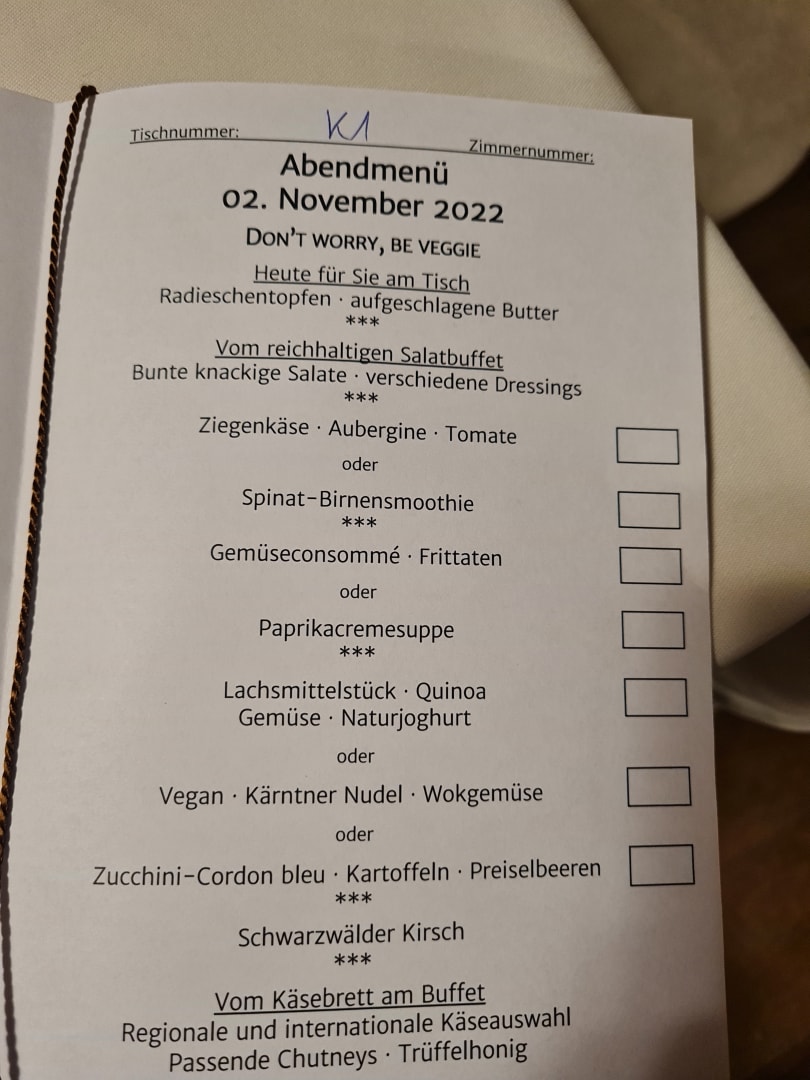 Tischnummer: K1 Zimmernummer:
Abendmenü
02. November 2022
DON'T WORRY, BE VEGGIE
Heute für Sie am Tisch
Radieschentopfen · aufgeschlagene Butter
***
Vom reichhaltigen Salatbuffet
Bunte knackige Salate · verschiedene Dressings
***
Ziegenkäse · Aubergine · Tomate
oder
Spinat-Birnensmoothie
***
Gemüseconsommé · Frittaten
oder
Paprikacremesuppe
***
Lachsmittelstück · Quinoa
Gemüse · Naturjoghurt
oder
Vegan · Kärntner Nudel · Wokgemüse
oder
Zucchini-Cordon bleu · Kartoffeln · Preiselbeeren
***
Schwarzwälder Kirsch
***
Vom Käsebrett am Buffet
Regionale und internationale Käseauswahl
Passende Chutneys · Trüffelhonig